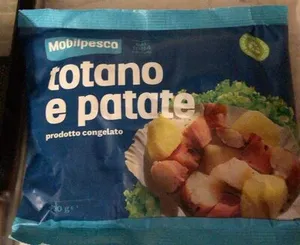 Mobilpesca
totano
e patate
prodotto congelato